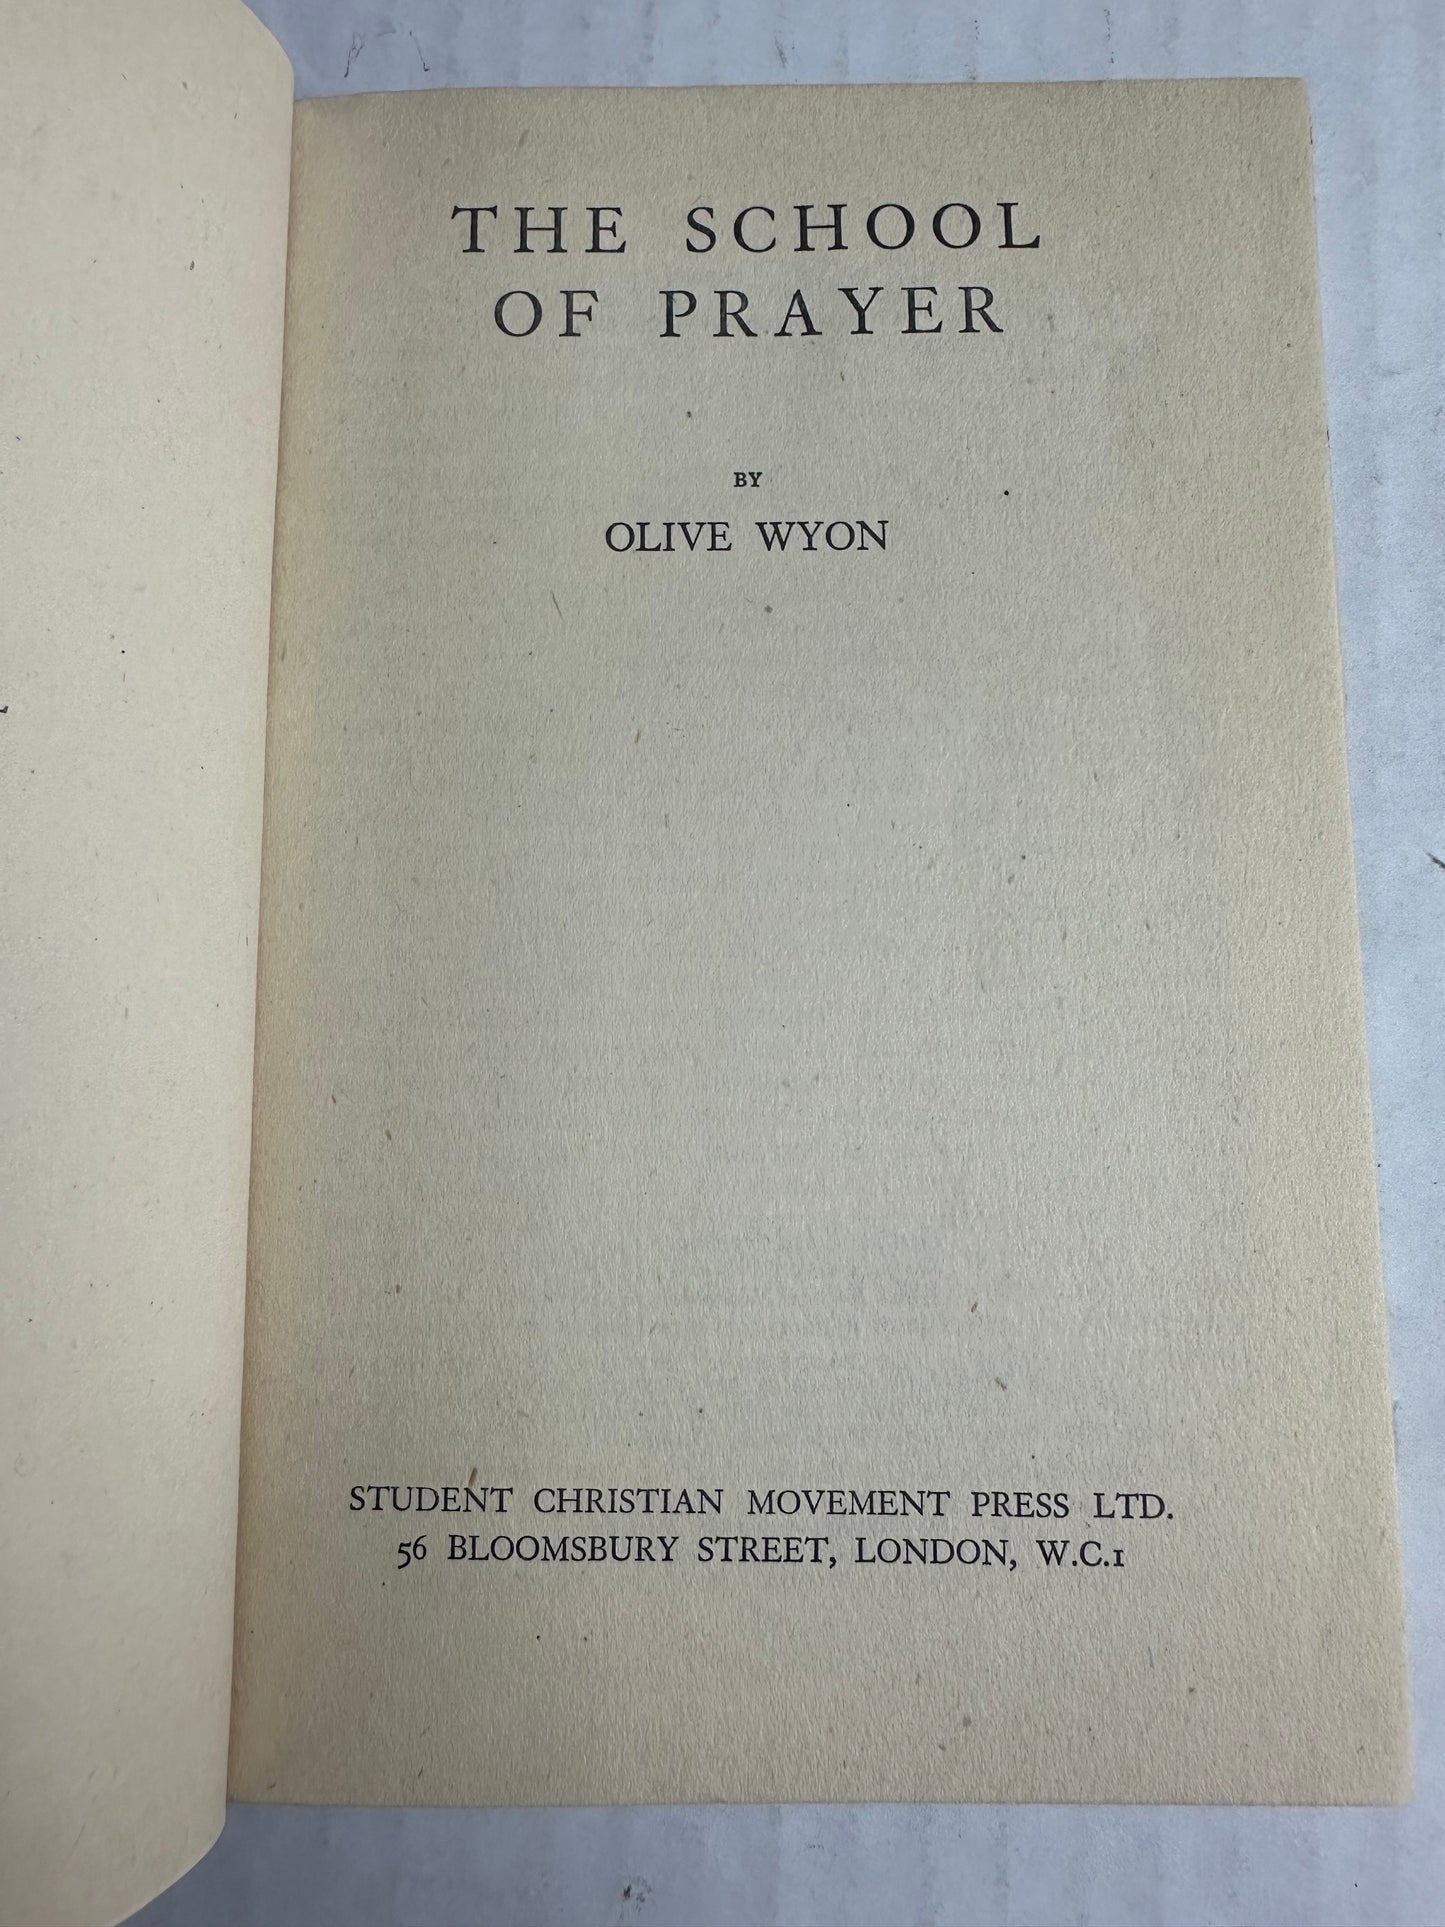 THE SCHOOL
OF PRAYER
BY
OLIVE WYON
STUDENT CHRISTIAN MOVEMENT PRESS LTD.
56 BLOOMSBURY STREET, LONDON, W.C.1